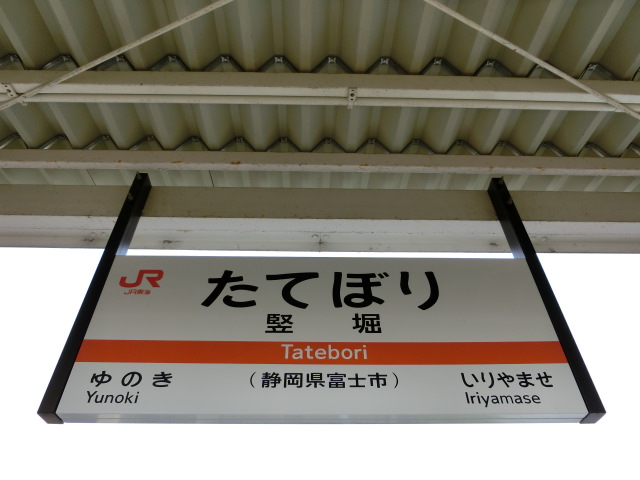 JR
JR東海
たてぼり
竪堀
Tatebori
ゆのき
Yunoki
（静岡県富士市）
いりやませ
Iriyamase